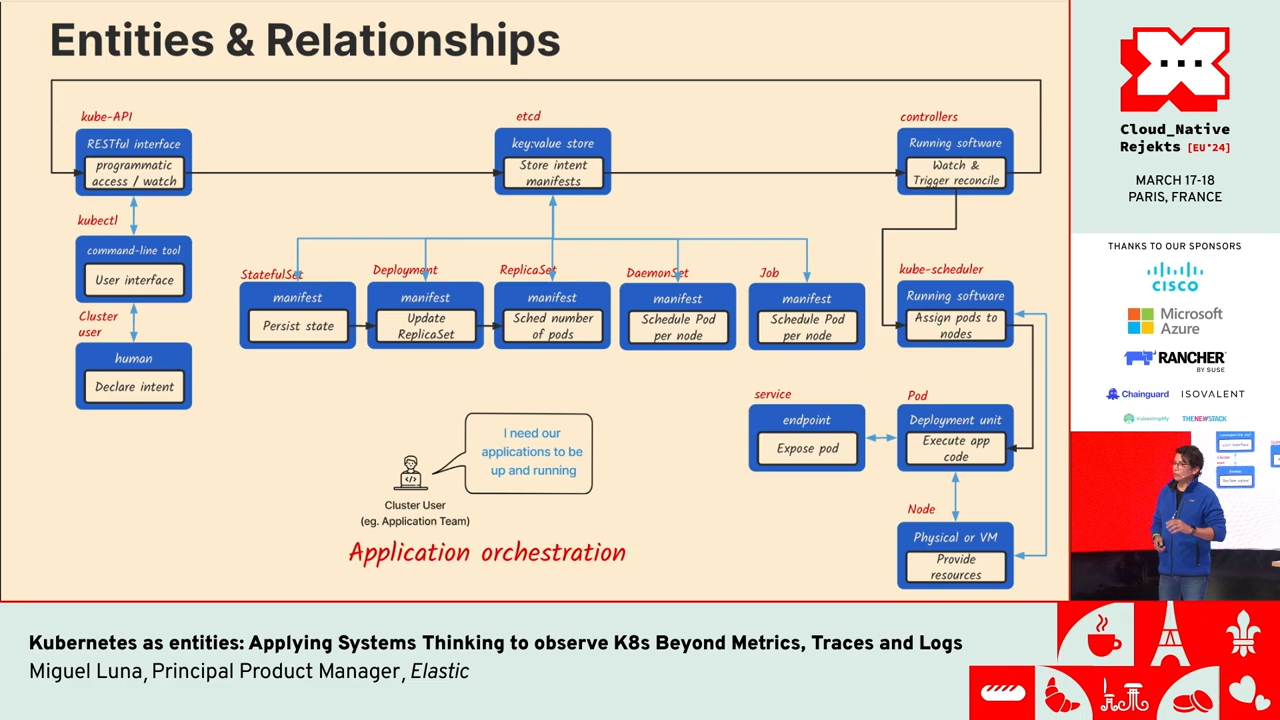 Entities & Relationships
kube-API
RESTful interface
programmatic
access / watch
kubectl
command-line tool
User interface
Cluster
user
human
Declare intent
etcd
key:value store
Store intent
manifests
controllers
Running software
Watch &
Trigger reconcile
StatefulSet
manifest
Persist state
Deployment
manifest
Update
ReplicaSet
ReplicaSet
manifest
Sched number
of pods
DaemonSet
manifest
Schedule Pod
per node
Job
manifest
Schedule Pod
per node
kube-scheduler
Running software
Assign pods to
nodes
service
endpoint
Expose pod
Pod
Deployment unit
Execute app
code
Node
Physical or VM
Provide
resources
I need our
applications to be
up and running
Cluster User
(eg. Application Team)
Application orchestration
Cloud_Native
Rejekts [EU'24]
MARCH 17-18
PARIS, FRANCE
THANKS TO OUR SPONSORS
CISCO
Microsoft
Azure
RANCHER
BY SUSE
Chainguard
ISOVALENT
kubesimplify
THENEWSTACK
Kubernetes as entities: Applying Systems Thinking to observe K8s Beyond Metrics, Traces and Logs
Miguel Luna, Principal Product Manager, Elastic